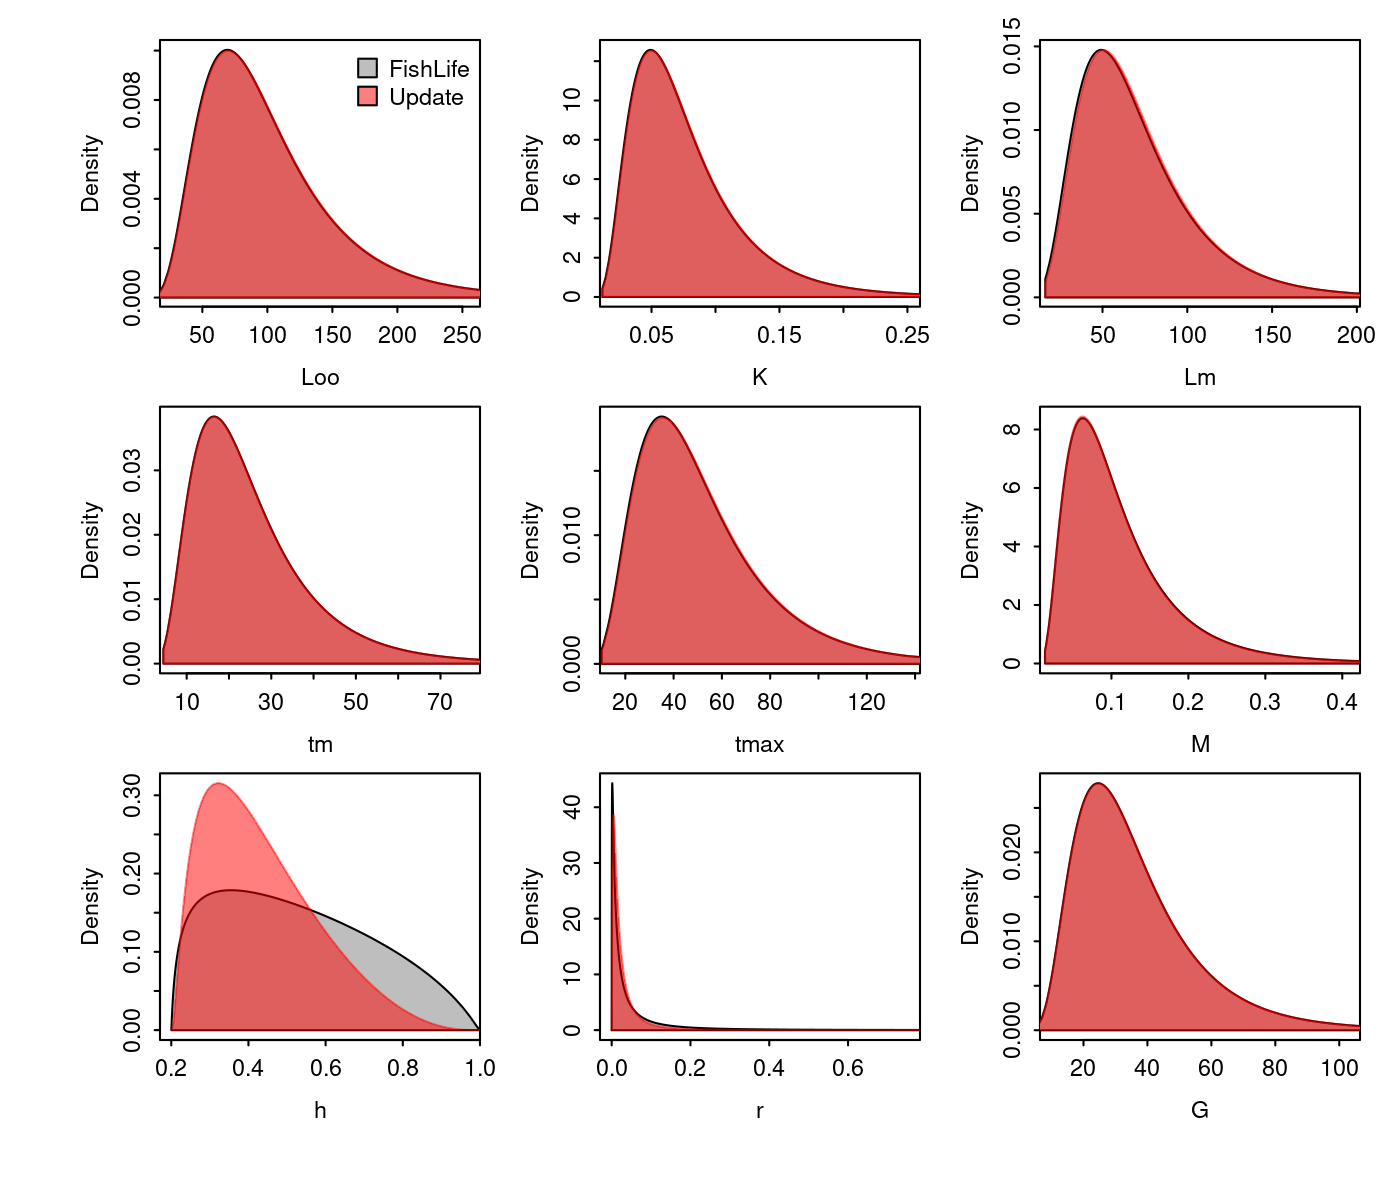 FishLife
Update
Density
0.000 0.004 0.008
50 100 150 200 250
Loo
Density
0 2 4 6 8 10
0.05 0.15 0.25
K
Density
0.000 0.005 0.010 0.015
50 100 150 200
Lm
Density
0.00 0.01 0.02 0.03
10 30 50 70
tm
Density
0.000 0.010
20 40 60 80 120
tmax
Density
0 2 4 6 8
0.1 0.2 0.3 0.4
M
Density
0.00 0.10 0.20 0.30
0.2 0.4 0.6 0.8 1.0
h
Density
0 10 20 30 40
0.0 0.2 0.4 0.6
r
Density
0.000 0.010 0.020
20 40 60 80 100
G